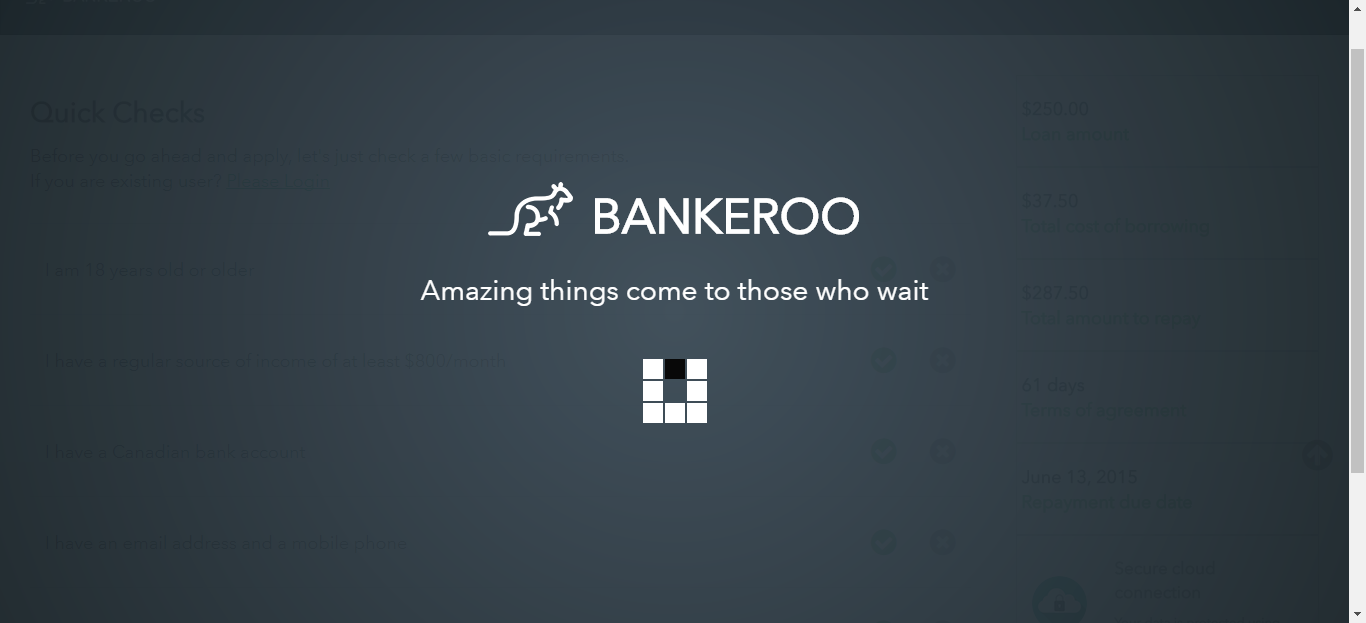 Quick Checks
Before you go ahead and apply, let's just check a few basic requirements.
If you are existing user? Please Login
BANKEROO
Amazing things come to those who wait
I am 18 years old or older
I have a regular source of income of at least $800/month
I have a Canadian bank account
I have an email address and a mobile phone
$250.00
Loan amount
$37.50
Total cost of borrowing
$287.50
Total amount to repay
61 days
Terms of agreement
June 13, 2015
Repayment due date
Secure cloud
connection